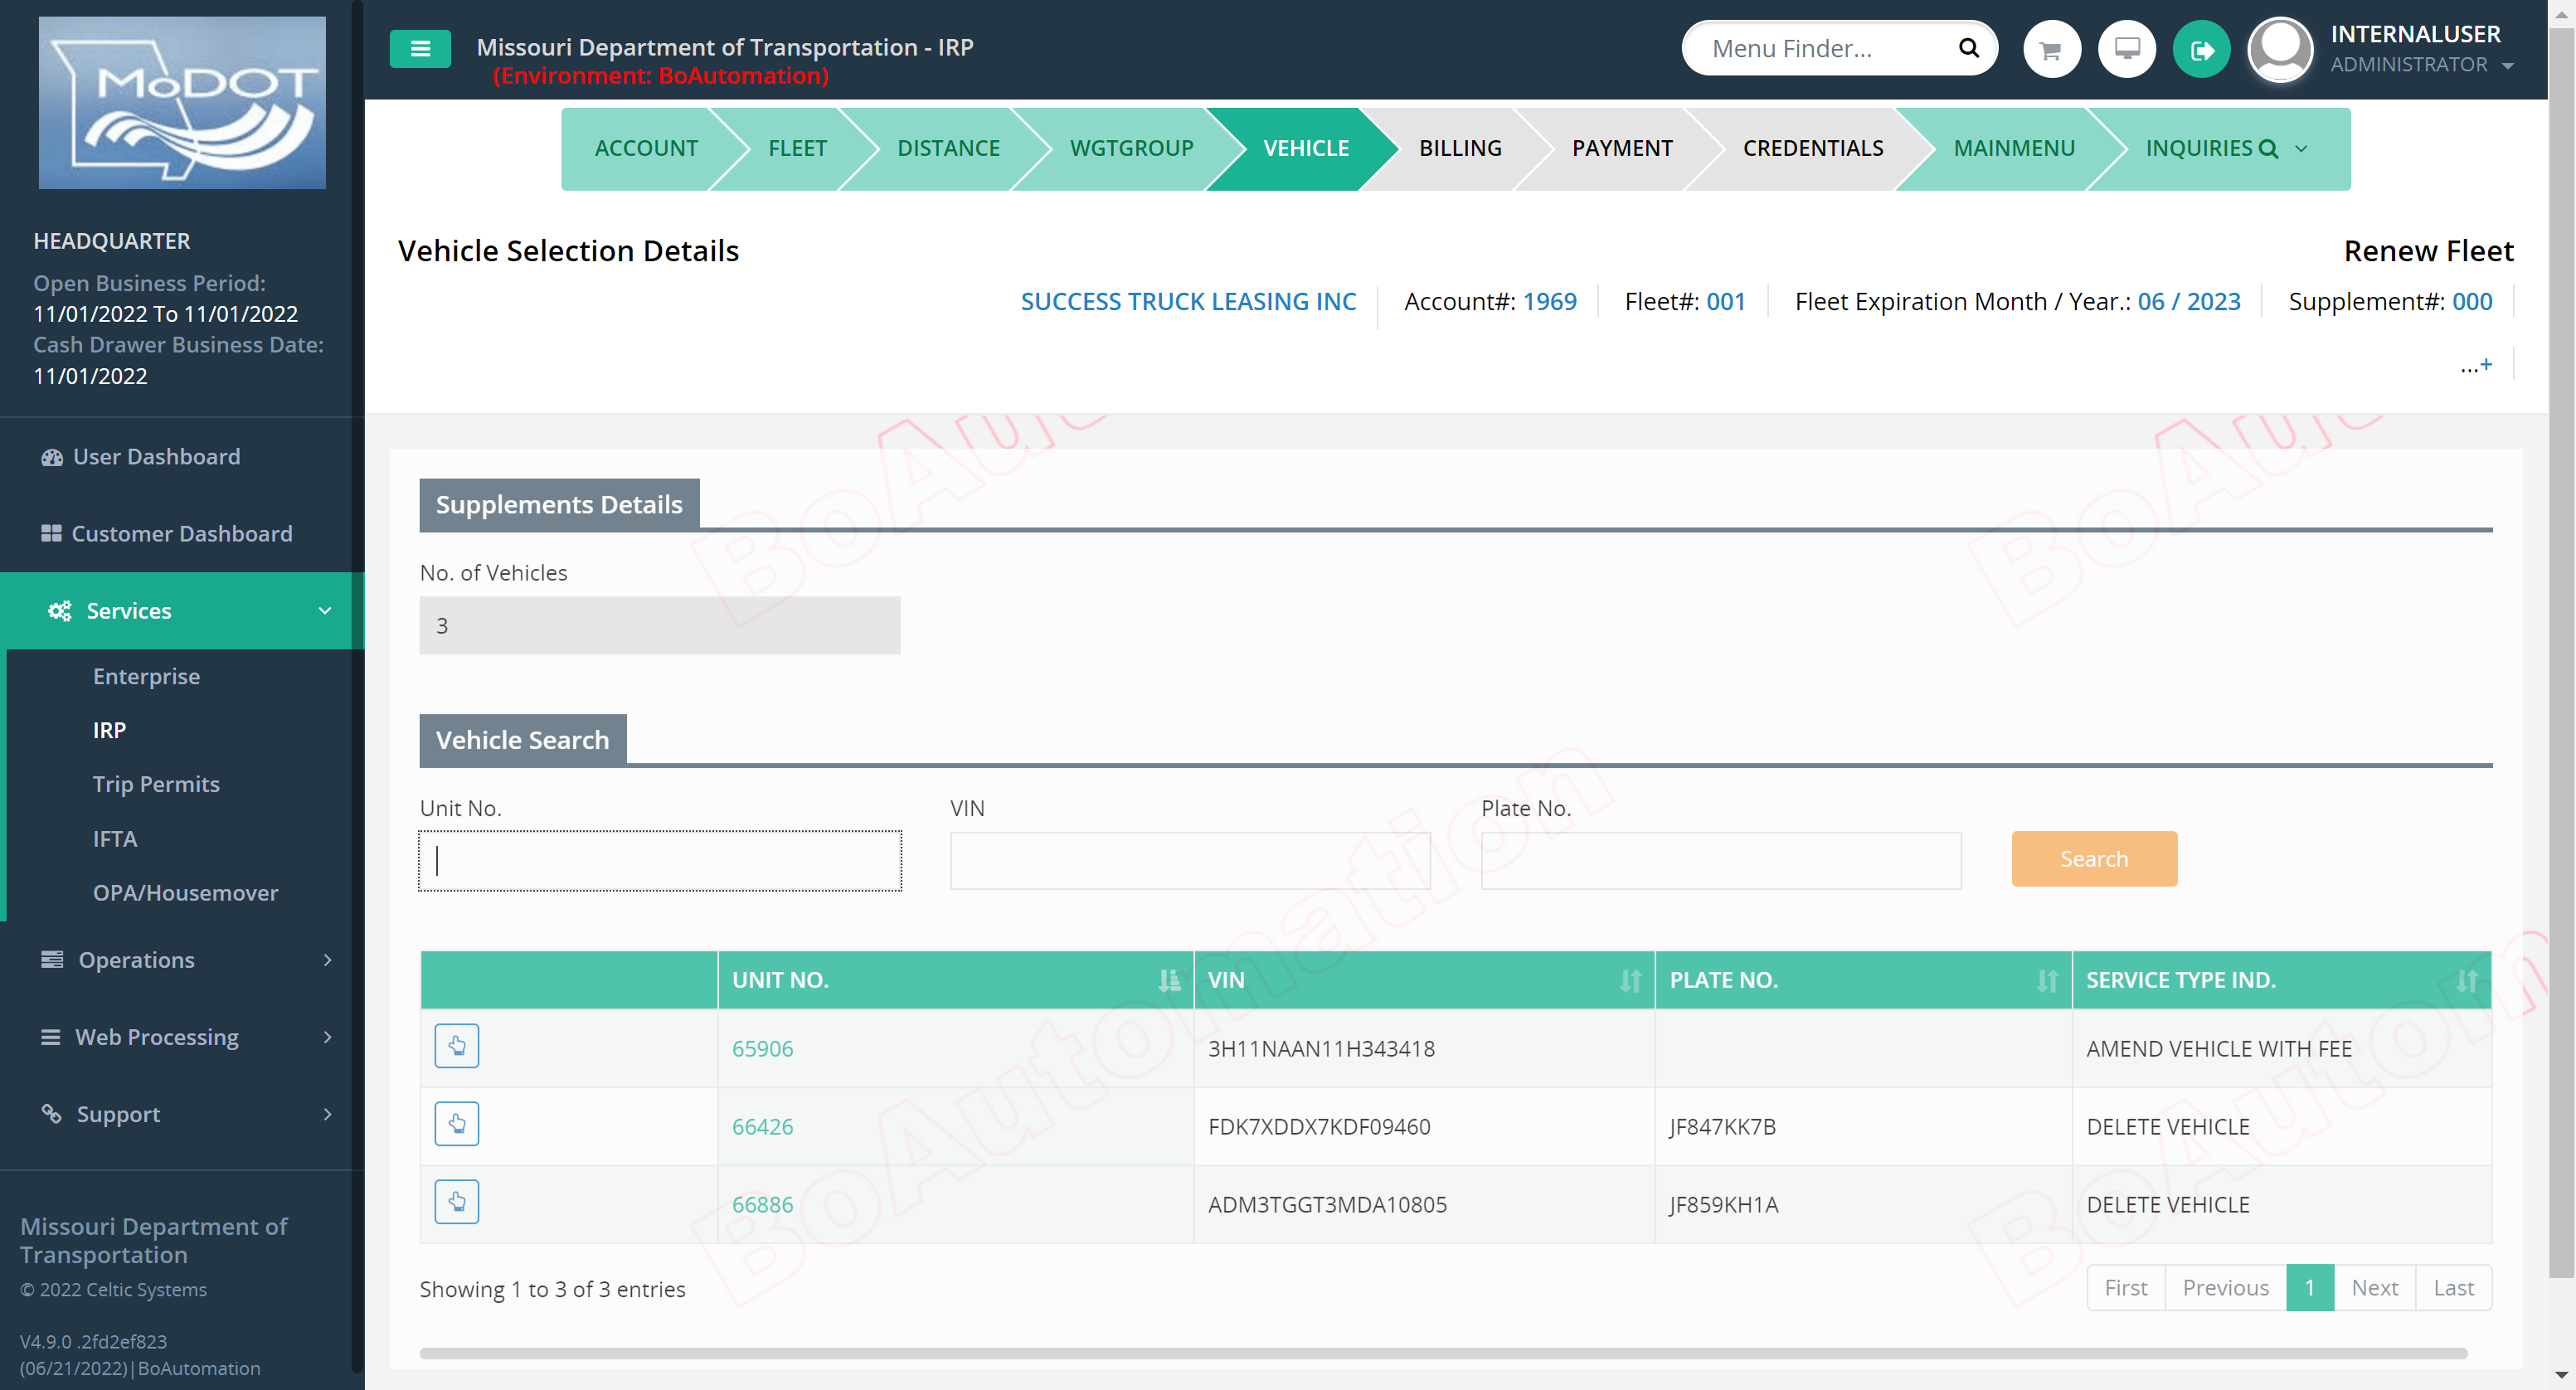 MoDOT
HEADQUARTER
Open Business Period:
11/01/2022 To 11/01/2022
Cash Drawer Business Date:
11/01/2022
User Dashboard
Customer Dashboard
Services
Enterprise
IRP
Trip Permits
IFTA
OPA/Housemover
Operations
Web Processing
Support
Missouri Department of
Transportation
© 2022 Celtic Systems
V4.9.0 .2fd2ef823
(06/21/2022)|BoAutomation
Missouri Department of Transportation - IRP
(Environment: BoAutomation)
Menu Finder...
INTERNALUSER
ADMINISTRATOR
ACCOUNT
FLEET
DISTANCE
WGTGROUP
VEHICLE
BILLING
PAYMENT
CREDENTIALS
MAINMENU
INQUIRIES
Vehicle Selection Details
Renew Fleet
SUCCESS TRUCK LEASING INC Account#: 1969 Fleet#: 001 Fleet Expiration Month / Year.: 06 / 2023 Supplement#: 000
...+
Supplements Details
No. of Vehicles
3
Vehicle Search
Unit No. VIN Plate No.
Search
UNIT NO. VIN PLATE NO. SERVICE TYPE IND.
65906 3H11NAAN11H343418 AMEND VEHICLE WITH FEE
66426 FDK7XDDX7KDF09460 JF847KK7B DELETE VEHICLE
66886 ADM3TGGT3MDA10805 JF859KH1A DELETE VEHICLE
Showing 1 to 3 of 3 entries
First Previous 1 Next Last
BoAu
BoAu
BoAutomation
BoAutom